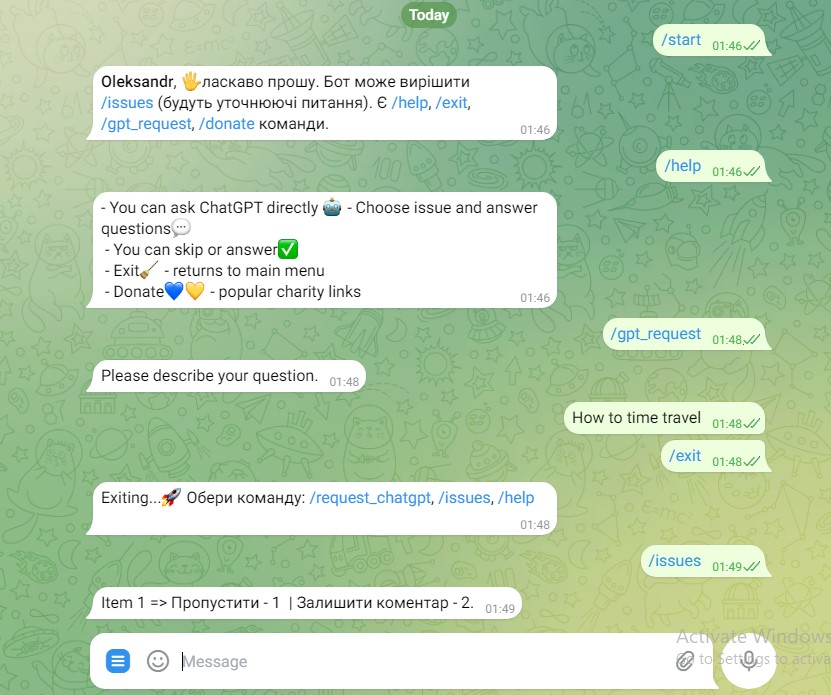 Today
/start 01:46
Oleksandr, 🖐️ласкаво прошу. Бот може вирішити
/issues (будуть уточнюючі питання). Є /help, /exit,
/gpt_request, /donate команди.
01:46
/help 01:46
- You can ask ChatGPT directly 🤖 - Choose issue and answer
questions💬
- You can skip or answer✅
- Exit🧹 - returns to main menu
- Donate💙💛 - popular charity links
01:46
/gpt_request 01:48
Please describe your question. 01:48
How to time travel 01:48
/exit 01:48
Exiting...🚀 Обери команду: /request_chatgpt, /issues, /help
01:48
/issues 01:49
Item 1 => Пропустити - 1 | Залишити коментар - 2. 01:49
Activate Windows
Message
Go to Settings to activa